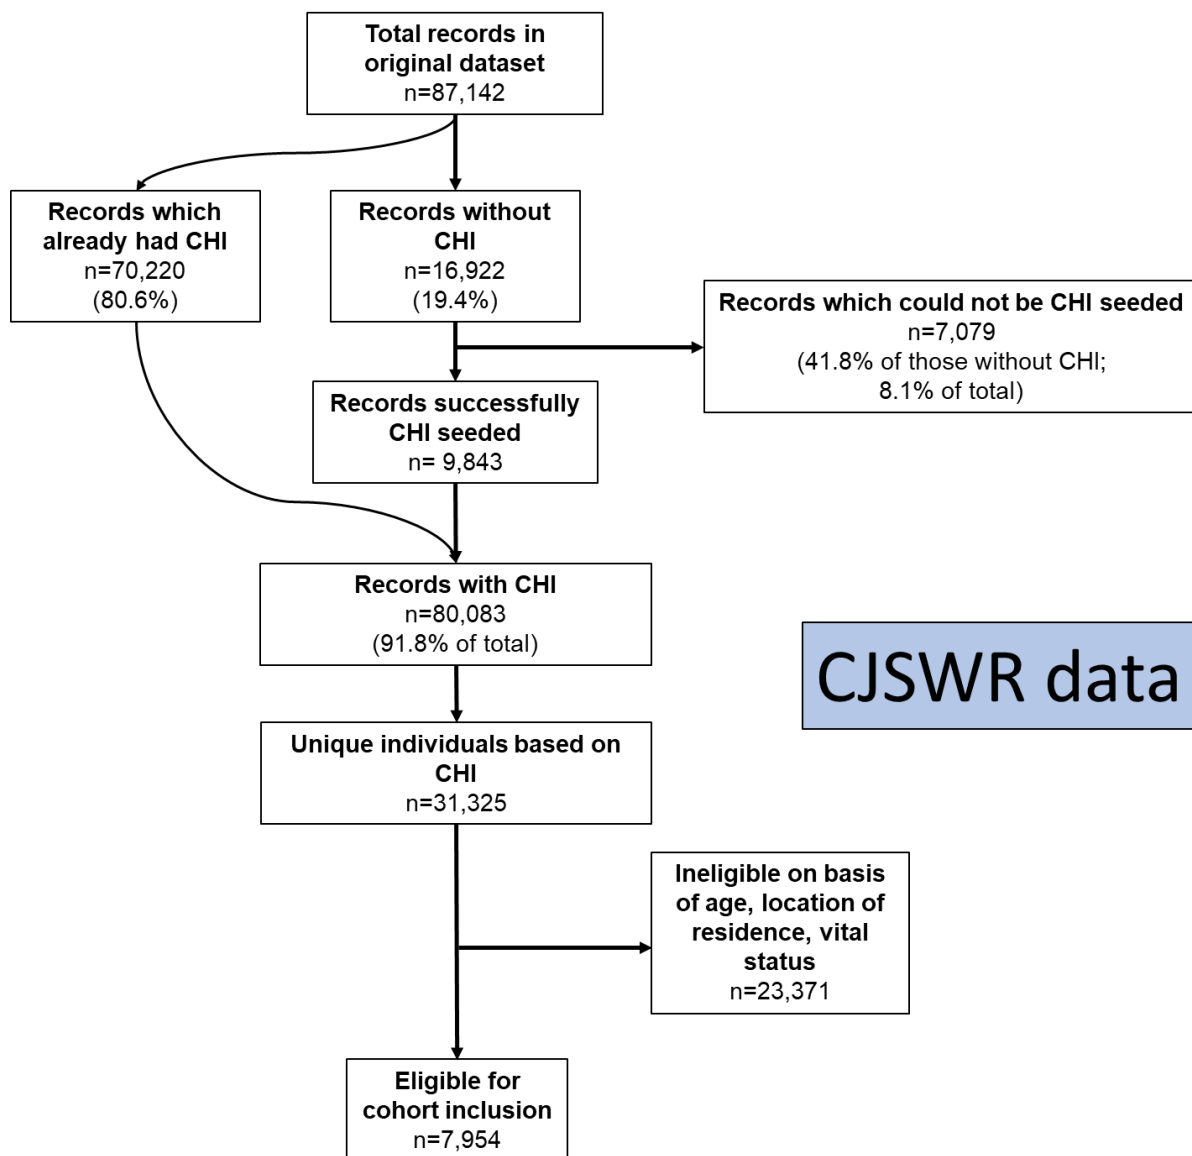 Total records in
original dataset
n=87,142
Records which
already had CHI
n=70,220
(80.6%)
Records without
CHI
n=16,922
(19.4%)
Records which could not be CHI seeded
n=7,079
(41.8% of those without CHI;
8.1% of total)
Records successfully
CHI seeded
n= 9,843
Records with CHI
n=80,083
(91.8% of total)
CJSWR data
Unique individuals based on
CHI
n=31,325
Ineligible on basis
of age, location of
residence, vital
status
n=23,371
Eligible for
cohort inclusion
n=7,954